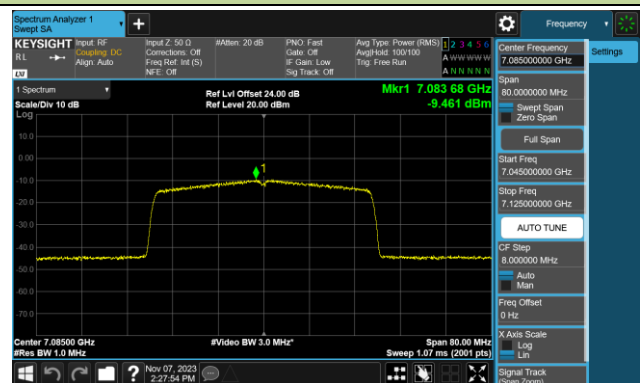 Spectrum Analyzer 1
Swept SA
Frequency
KEYSIGHT
RL
LXI
Input: RF
Coupling: DC
Align: Auto
Input Z: 50 Ω
Corrections: Off
Freq Ref: Int (S)
NFE: Off
#Atten: 20 dB
PNO: Fast
Gate: Off
IF Gain: Low
Sig Track: Off
Avg Type: Power (RMS)
Avg|Hold: 100/100
Trig: Free Run
1 2 3 4 5 6
A W W W W W
A N N N N N
1 Spectrum
Scale/Div 10 dB
Log
Ref Lvl Offset 24.00 dB
Ref Level 20.00 dBm
Mkr1 7.083 68 GHz
-9.461 dBm
10.0
0.00
-10.0
-20.0
-30.0
-40.0
-50.0
-60.0
-70.0
1
Center 7.08500 GHz
#Res BW 1.0 MHz
#Video BW 3.0 MHz*
Span 80.00 MHz
Sweep 1.07 ms (2001 pts)
Nov 07, 2023
2:27:54 PM
Center Frequency
7.085000000 GHz
Settings
Span
80.0000000 MHz
Swept Span
Zero Span
Full Span
Start Freq
7.045000000 GHz
Stop Freq
7.125000000 GHz
AUTO TUNE
CF Step
8.000000 MHz
Auto
Man
Freq Offset
0 Hz
X Axis Scale
Log
Lin
Signal Track
(Span Zoom)